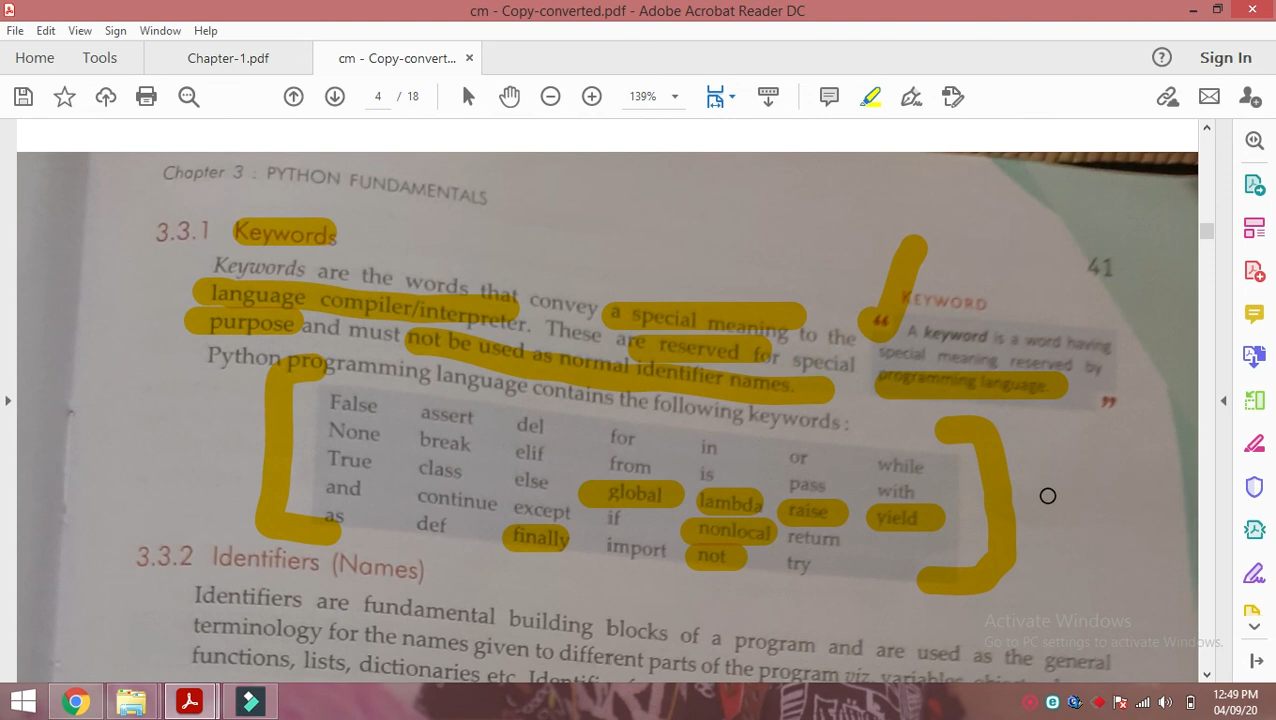 cm - Copy-converted.pdf - Adobe Acrobat Reader DC
File Edit View Sign Window Help
Home Tools Chapter-1.pdf cm - Copy-convert... × Sign In
4 / 18 139%
Chapter 3 : PYTHON FUNDAMENTALS
41
3.3.1 Keywords
Keywords are the words that convey a special meaning to the
language compiler/interpreter. These are reserved for special
purpose and must not be used as normal identifier names.
Python programming language contains the following keywords :
KEYWORD
“ A keyword is a word having
special meaning reserved by
programming language. ”
False assert del for in or while
None break elif from is pass with
True class else global lambda raise yield
and continue except if nonlocal return
as def finally import not try
3.3.2 Identifiers (Names)
Identifiers are fundamental building blocks of a program and are used as the general
terminology for the names given to different parts of the program viz. variables, objects,
functions, lists, dictionaries etc.
Activate Windows
Go to PC settings to activate Windows.
12:49 PM
04/09/20